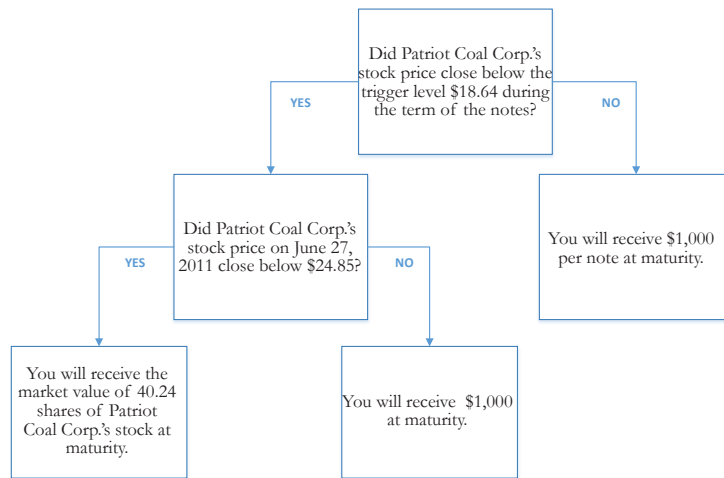 Did Patriot Coal Corp.'s
stock price close below the
trigger level $18.64 during
the term of the notes?
YES
NO
Did Patriot Coal Corp.'s
stock price on June 27,
2011 close below $24.85?
You will receive $1,000
per note at maturity.
YES
NO
You will receive the
market value of 40.24
shares of Patriot
Coal Corp.'s stock at
maturity.
You will receive $1,000
at maturity.